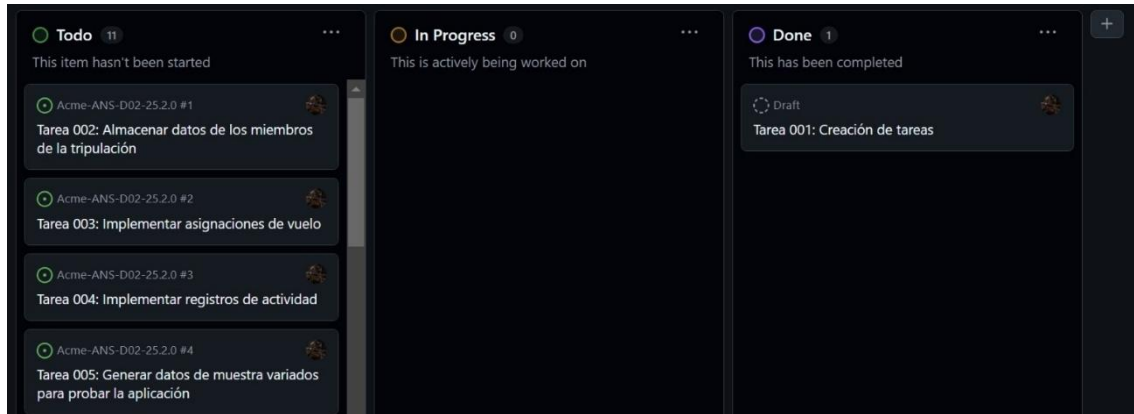 Todo 11 ...
This item hasn't been started
Acme-ANS-D02-25.2.0 #1
Tarea 002: Almacenar datos de los miembros
de la tripulación
Acme-ANS-D02-25.2.0 #2
Tarea 003: Implementar asignaciones de vuelo
Acme-ANS-D02-25.2.0 #3
Tarea 004: Implementar registros de actividad
Acme-ANS-D02-25.2.0 #4
Tarea 005: Generar datos de muestra variados
para probar la aplicación
In Progress 0 ...
This is actively being worked on
Done 1 ...
This has been completed
Draft
Tarea 001: Creación de tareas
+